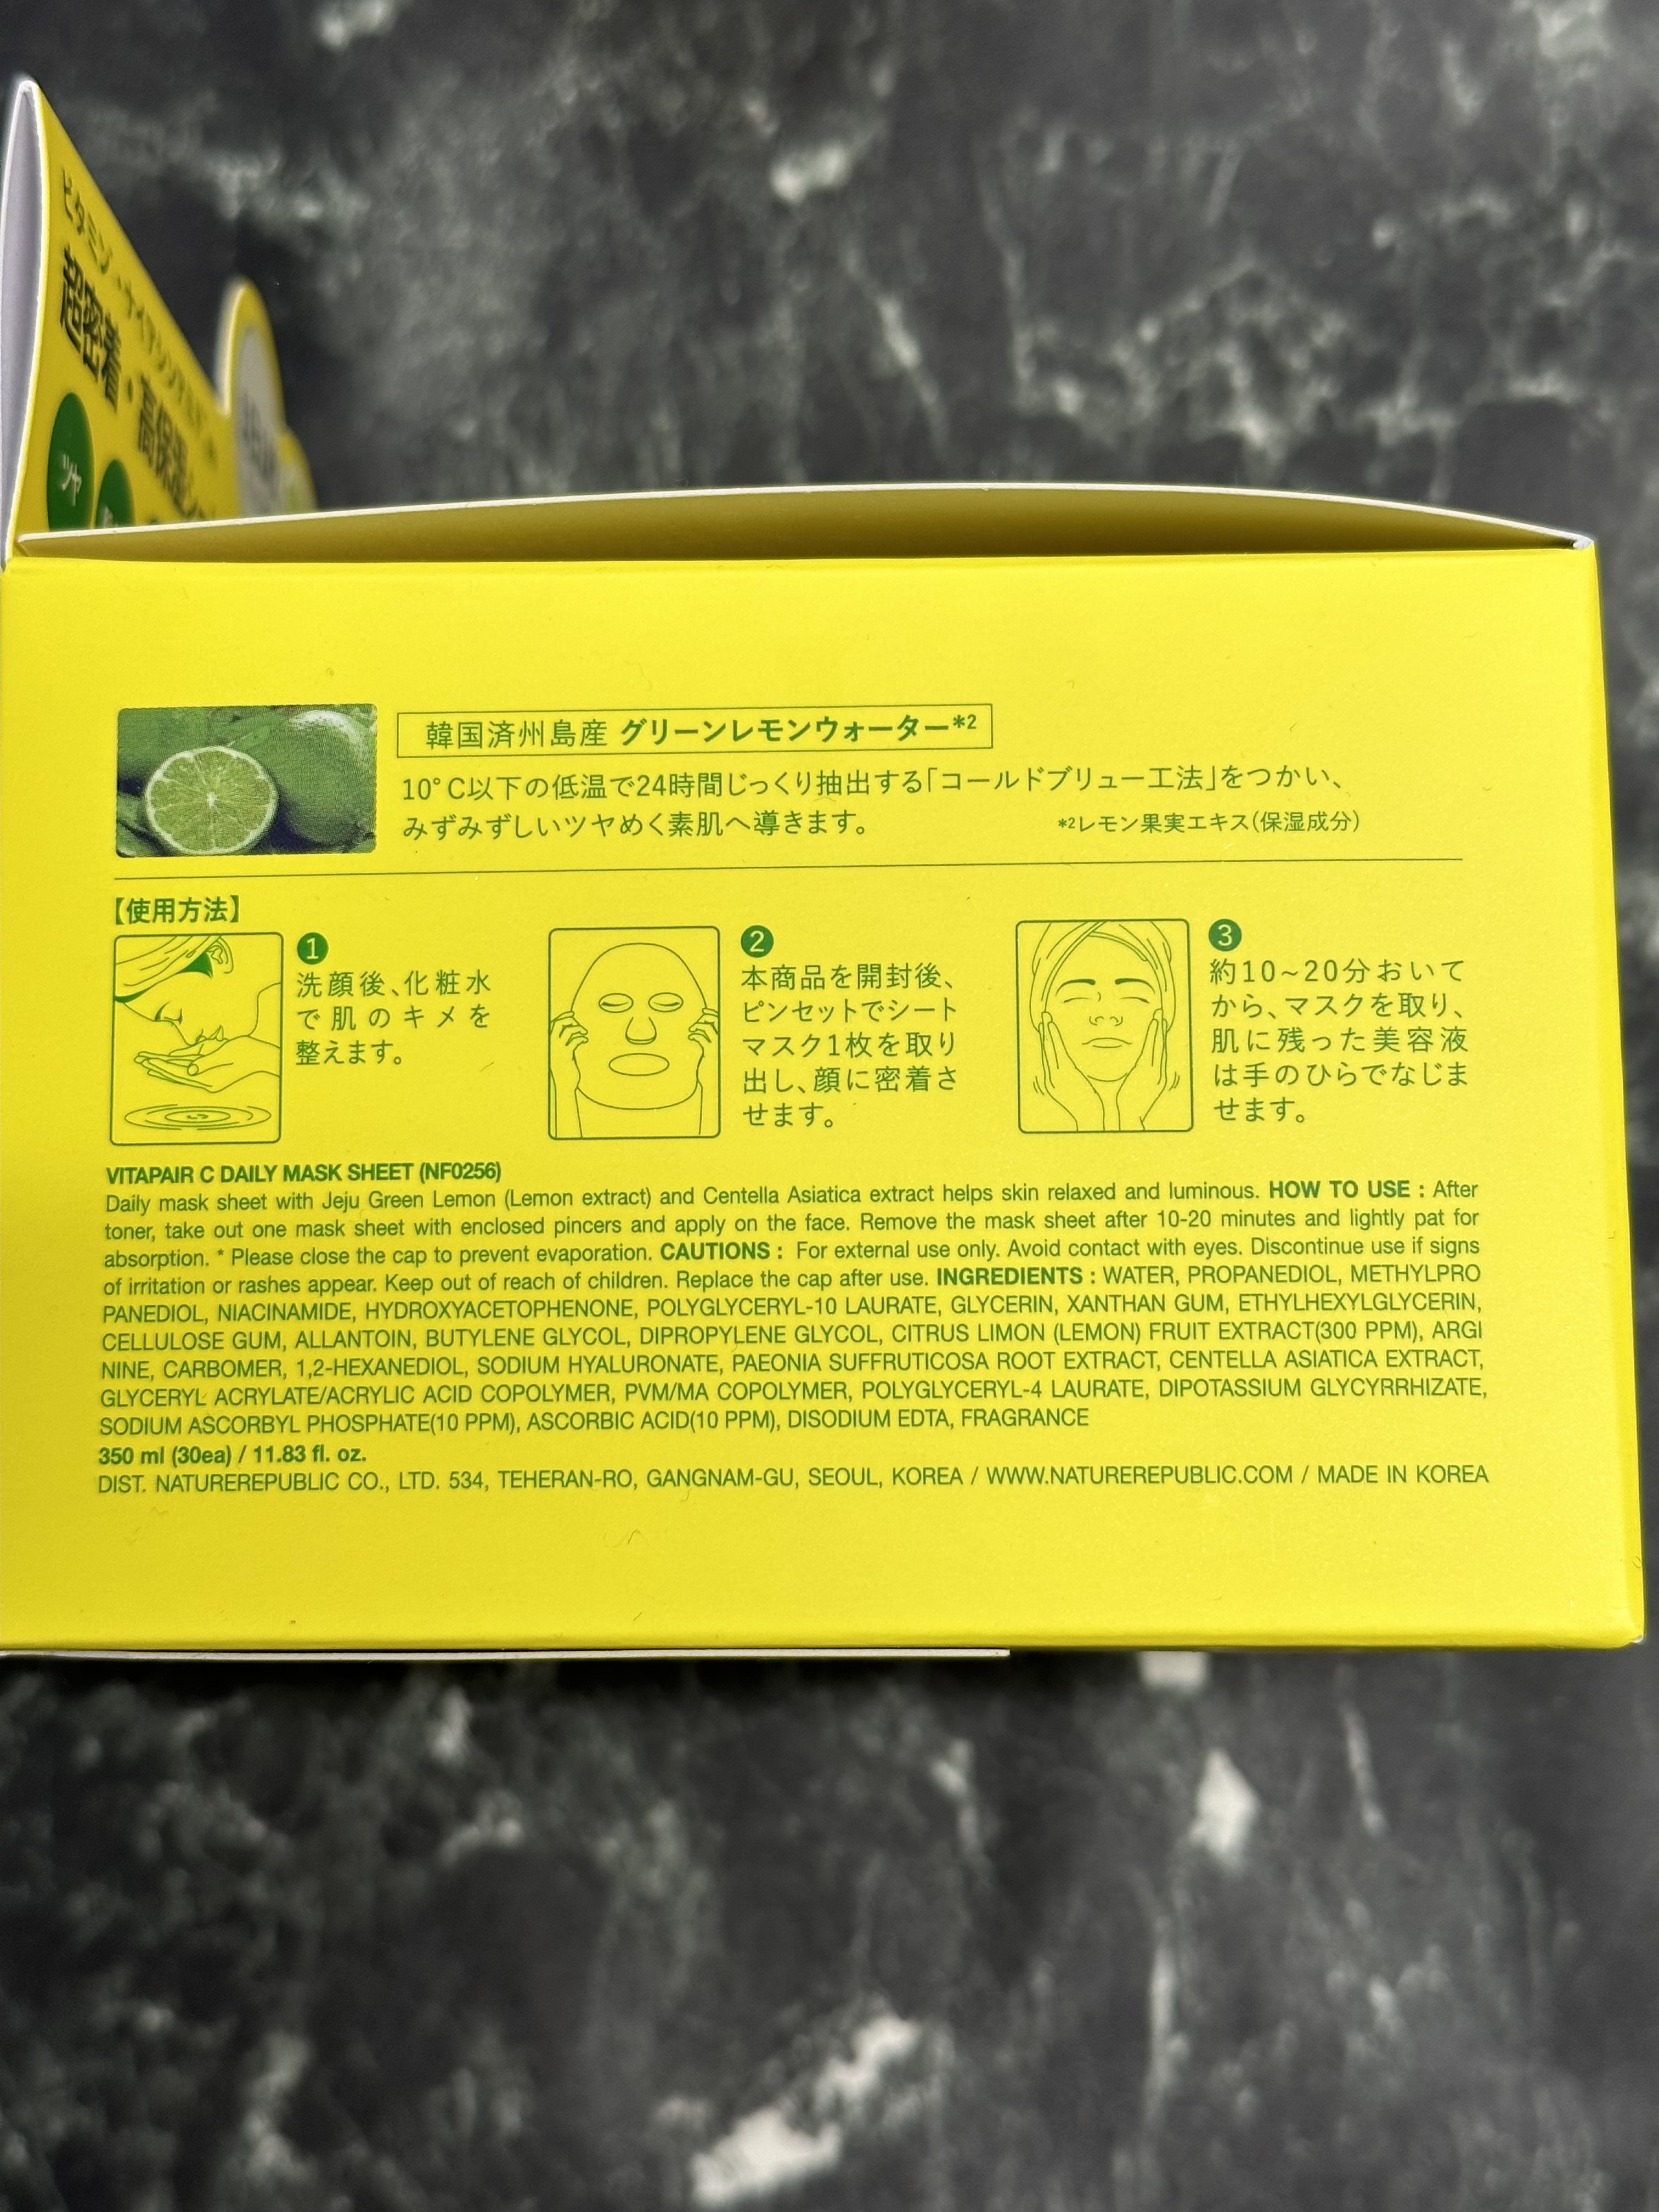 ビタミン・ナイアシンアミド
超密着・高保湿
ツヤ
韓国済州島産 グリーンレモンウォーター*2
10°C以下の低温で24時間じっくり抽出する「コールドブリュー工法」をつかい、
みずみずしいツヤめく素肌へ導きます。
*2レモン果実エキス(保湿成分)
【使用方法】
1
洗顔後、化粧水
で肌のキメを
整えます。
2
本商品を開封後、
ピンセットでシート
マスク1枚を取り
出し、顔に密着さ
せます。
3
約10~20分おいて
から、マスクを取り、
肌に残った美容液
は手のひらでなじま
せます。
VITAPAIR C DAILY MASK SHEET (NF0256)
Daily mask sheet with Jeju Green Lemon (Lemon extract) and Centella Asiatica extract helps skin relaxed and luminous. HOW TO USE : After
toner, take out one mask sheet with enclosed pincers and apply on the face. Remove the mask sheet after 10-20 minutes and lightly pat for
absorption. * Please close the cap to prevent evaporation. CAUTIONS : For external use only. Avoid contact with eyes. Discontinue use if signs
of irritation or rashes appear. Keep out of reach of children. Replace the cap after use. INGREDIENTS : WATER, PROPANEDIOL, METHYLPRO
PANEDIOL, NIACINAMIDE, HYDROXYACETOPHENONE, POLYGLYCERYL-10 LAURATE, GLYCERIN, XANTHAN GUM, ETHYLHEXYLGLYCERIN,
CELLULOSE GUM, ALLANTOIN, BUTYLENE GLYCOL, DIPROPYLENE GLYCOL, CITRUS LIMON (LEMON) FRUIT EXTRACT(300 PPM), ARGI
NINE, CARBOMER, 1,2-HEXANEDIOL, SODIUM HYALURONATE, PAEONIA SUFFRUTICOSA ROOT EXTRACT, CENTELLA ASIATICA EXTRACT,
GLYCERYL ACRYLATE/ACRYLIC ACID COPOLYMER, PVM/MA COPOLYMER, POLYGLYCERYL-4 LAURATE, DIPOTASSIUM GLYCYRRHIZATE,
SODIUM ASCORBYL PHOSPHATE(10 PPM), ASCORBIC ACID(10 PPM), DISODIUM EDTA, FRAGRANCE
350 ml (30ea) / 11.83 fl. oz.
DIST. NATUREREPUBLIC CO., LTD. 534, TEHERAN-RO, GANGNAM-GU, SEOUL, KOREA / WWW.NATUREREPUBLIC.COM / MADE IN KOREA